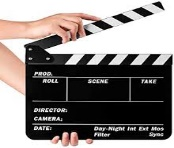 PROD.
ROLL SCENE TAKE
DIRECTOR:
CAMERA:
DATE: Day-Night Int Ext Mos
Filter Sync